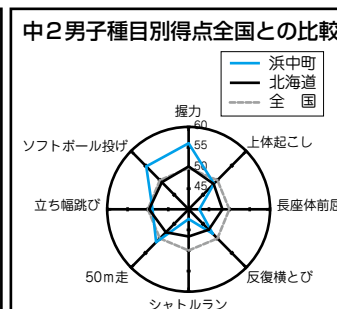 中２男子種目別得点全国との比較
浜中町
北海道
全　国
握力
60
55
50
45
上体起こし
長座体前屈
反復横とび
シャトルラン
50ｍ走
立ち幅跳び
ソフトボール投げ